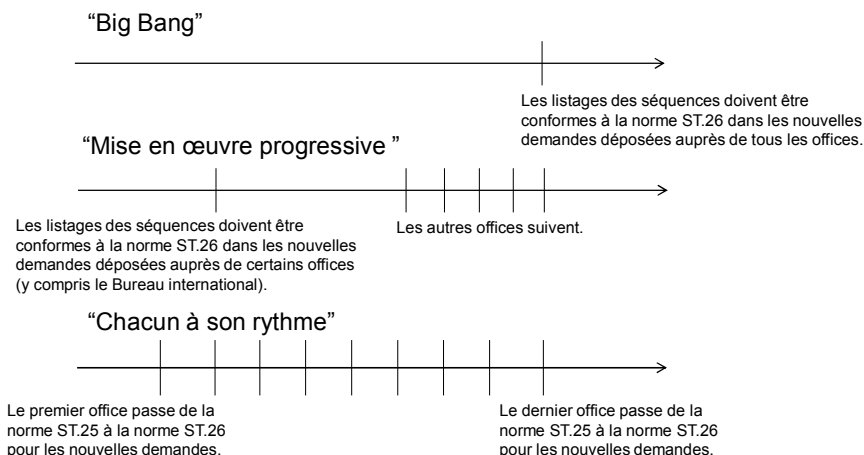 “Big Bang”
Les listages des séquences doivent être
conformes à la norme ST.26 dans les nouvelles
demandes déposées auprès de tous les offices.
“Mise en œuvre progressive ”
Les listages des séquences doivent être
conformes à la norme ST.26 dans les nouvelles
demandes déposées auprès de certains offices
(y compris le Bureau international).
Les autres offices suivent.
“Chacun à son rythme”
Le premier office passe de la
norme ST.25 à la norme ST.26
pour les nouvelles demandes.
Le dernier office passe de la
norme ST.25 à la norme ST.26
pour les nouvelles demandes.